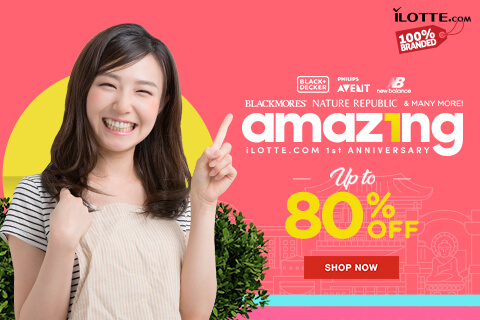 iLOTTE.COM
100%
BRANDED
BLACK+
DECKER
PHILIPS
AVENT
new balance
BLACKMORES® NATURE REPUBLIC & MANY MORE!
amaz1ng
iLOTTE.COM 1st ANNIVERSARY
Up to
80%
OFF
SHOP NOW